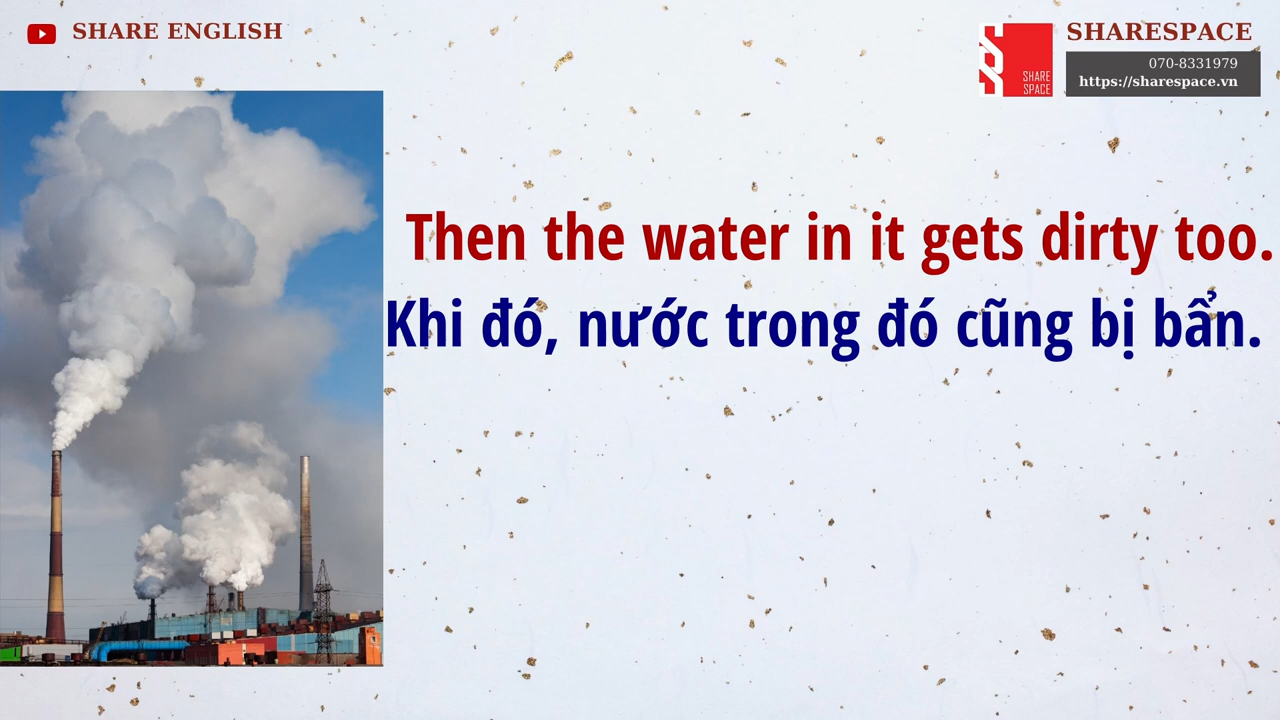 SHARE ENGLISH
SHARESPACE
070-8331979
https://sharespace.vn
SHARE
SPACE
Then the water in it gets dirty too.
Khi đó, nước trong đó cũng bị bẩn.